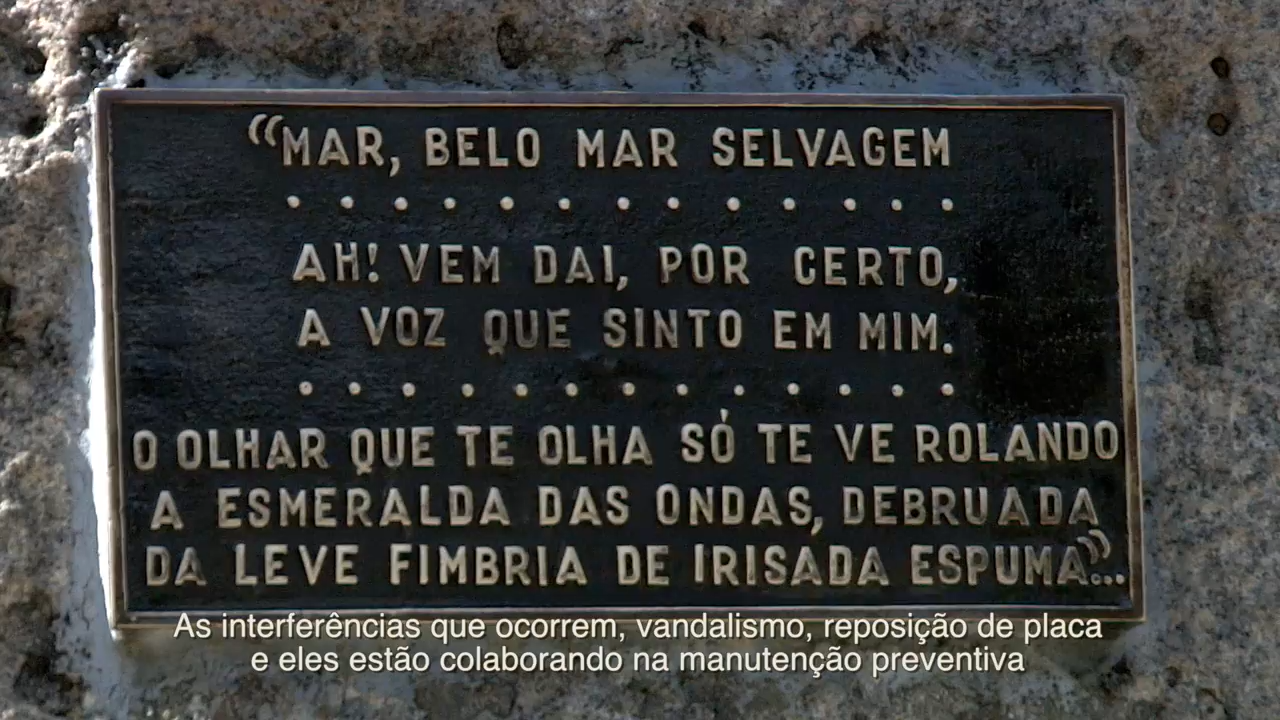 “MAR, BELO MAR SELVAGEM
. . . . . . . . . . . . .
AH! VEM DAI, POR CERTO,
A VOZ QUE SINTO EM MIM.
. . . . . . . . . . . . .
O OLHAR QUE TE OLHA SÓ TE VE ROLANDO
A ESMERALDA DAS ONDAS, DEBRUADA
DA LEVE FIMBRIA DE IRISADA ESPUMA”...
As interferências que ocorrem, vandalismo, reposição de placa
e eles estão colaborando na manutenção preventiva